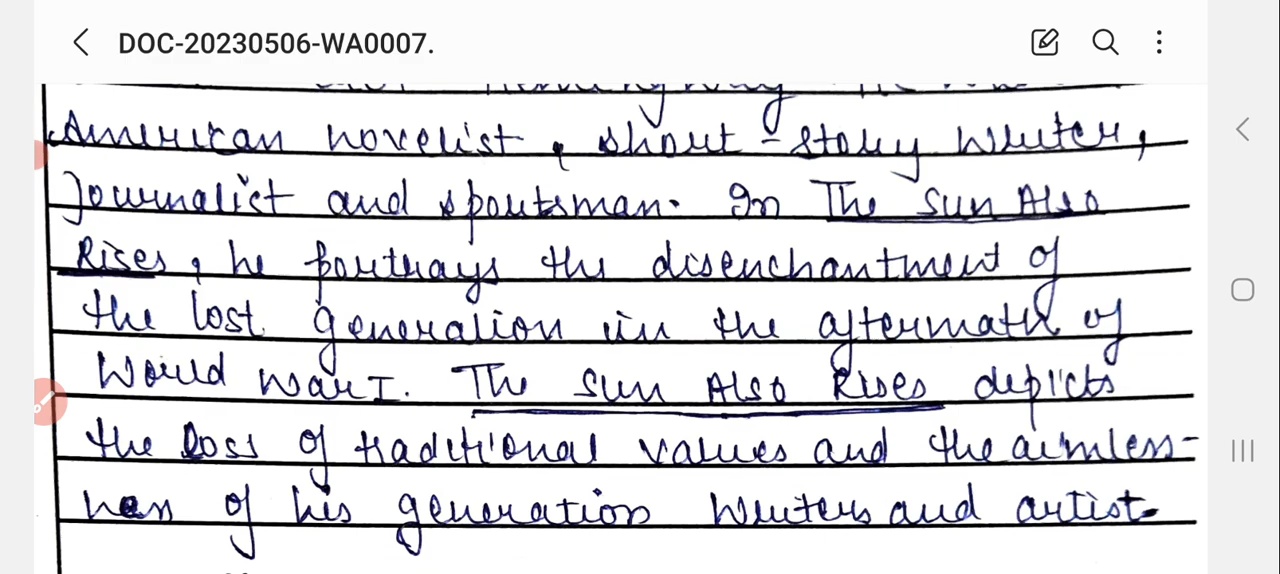 DOC-20230506-WA0007.
American novelist, short-story writer,
Journalist and sportsman. In The Sun Also
Rises, he portrays the disenchantment of
the lost generation in the aftermath of
World War I. The Sun Also Rises depicts
the loss of traditional values and the aimless-
ness of his generation writers and artist.